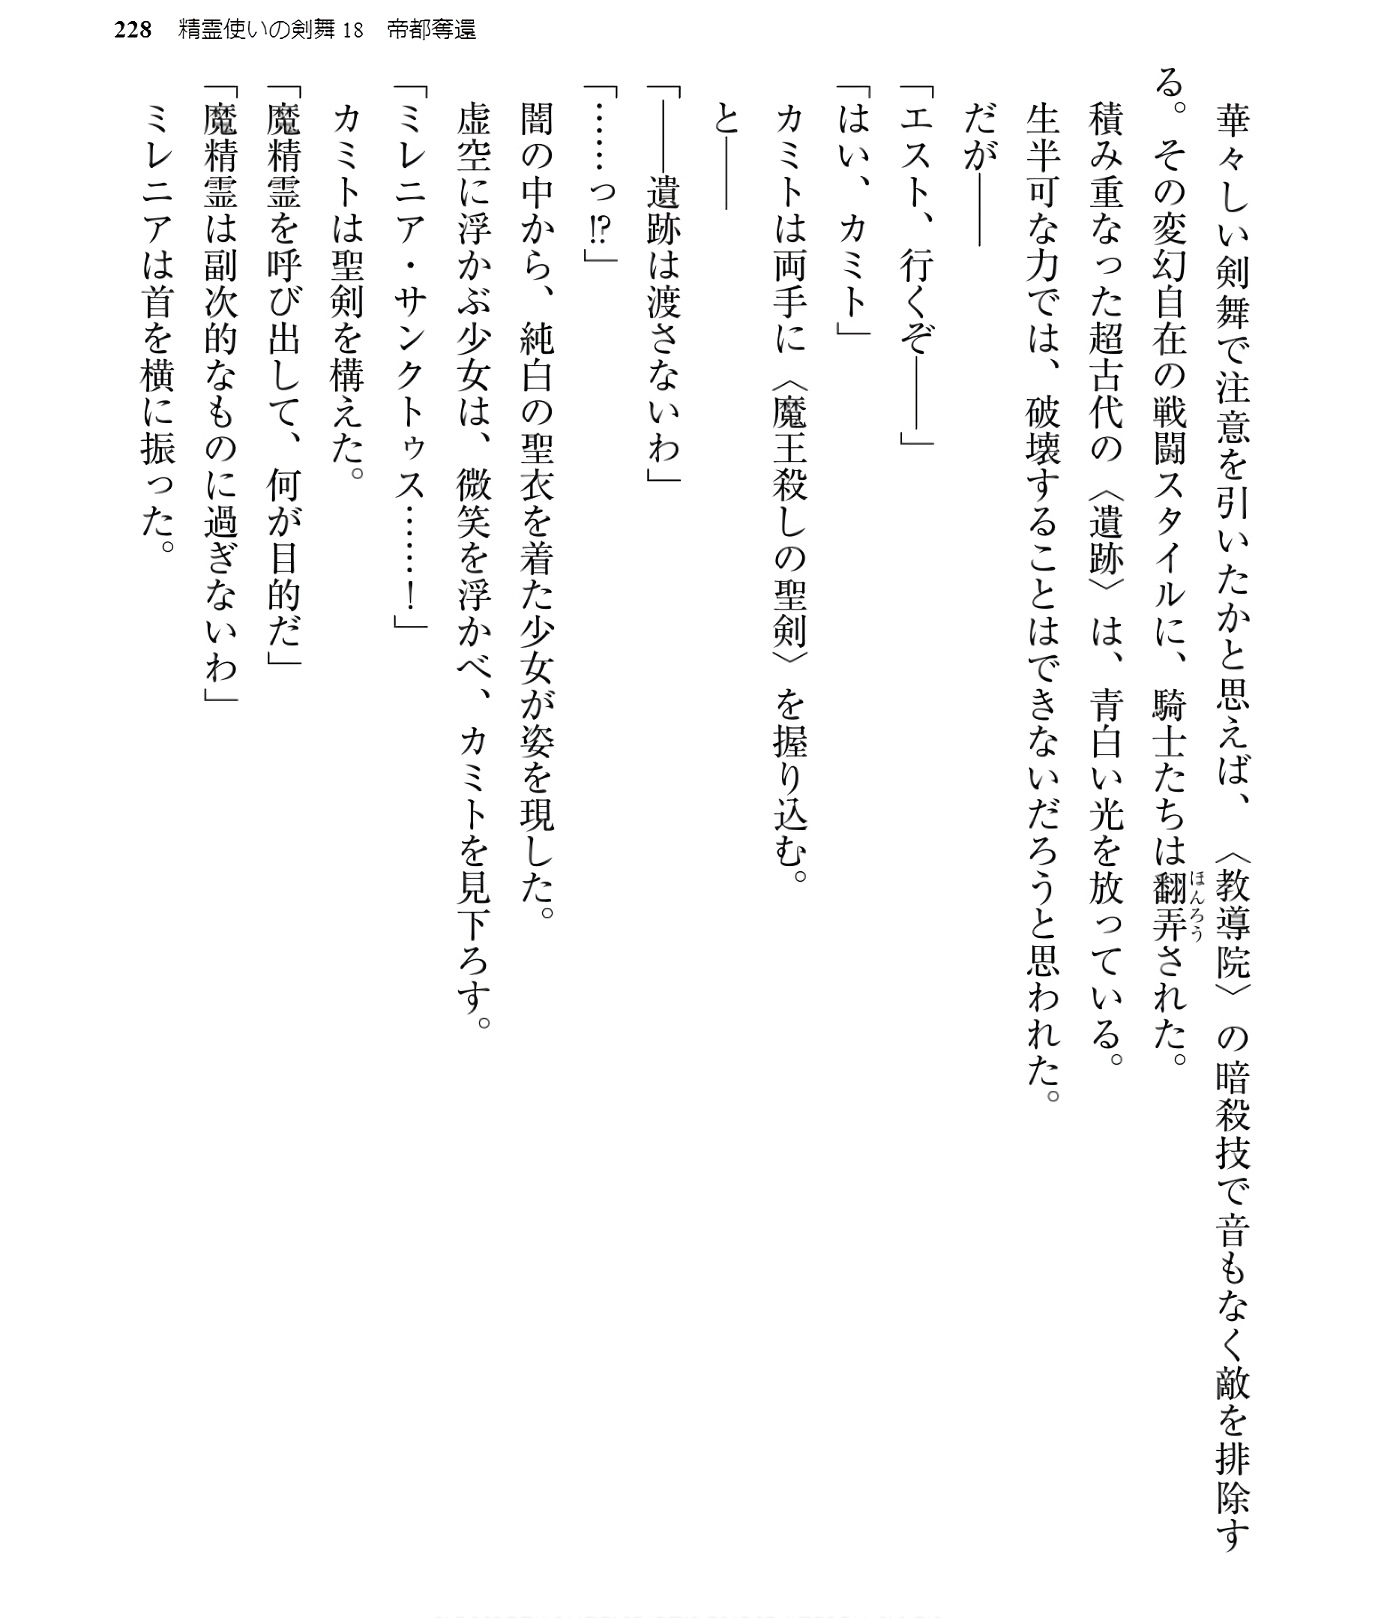 228 精霊使いの剣舞18 帝都奪還
華々しい剣舞で注意を引いたかと思えば、〈教導院〉の暗殺技で音もなく敵を排除す
る。その変幻自在の戦闘スタイルに、騎士たちは翻弄された。
ほんろう
積み重なった超古代の〈遺跡〉は、青白い光を放っている。
生半可な力では、破壊することはできないだろうと思われた。
だが――
「エスト、行くぞ――」
「はい、カミト」
カミトは両手に〈魔王殺しの聖剣〉を握り込む。
と――
「――遺跡は渡さないわ」
「……っ!?」
闇の中から、純白の聖衣を着た少女が姿を現した。
虚空に浮かぶ少女は、微笑を浮かべ、カミトを見下ろす。
「ミレニア・サンクトゥス……！」
カミトは聖剣を構えた。
「魔精霊を呼び出して、何が目的だ」
「魔精霊は副次的なものに過ぎないわ」
ミレニアは首を横に振った。